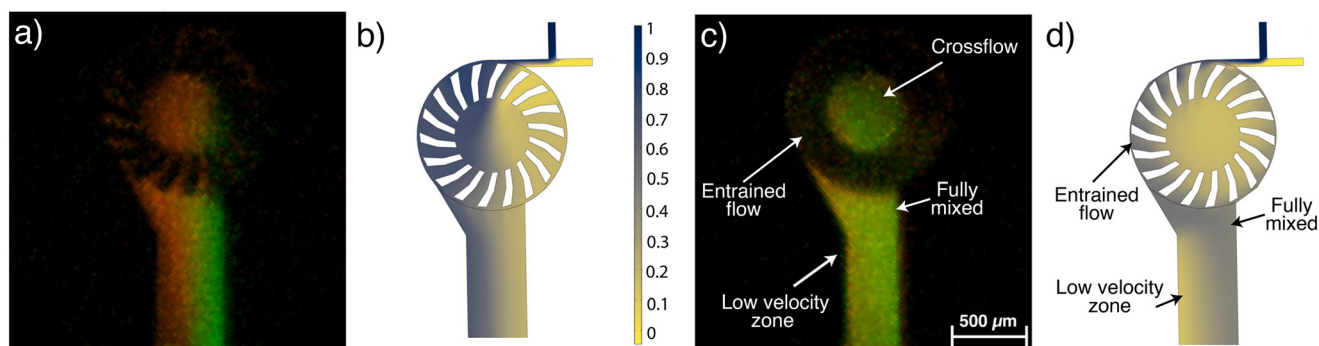 a)
b)
1
0.9
0.8
0.7
0.6
0.5
0.4
0.3
0.2
0.1
0
c)
Crossflow
Entrained
flow
Fully
mixed
Low velocity
zone
500 µm
d)
Entrained
flow
Fully
mixed
Low velocity
zone